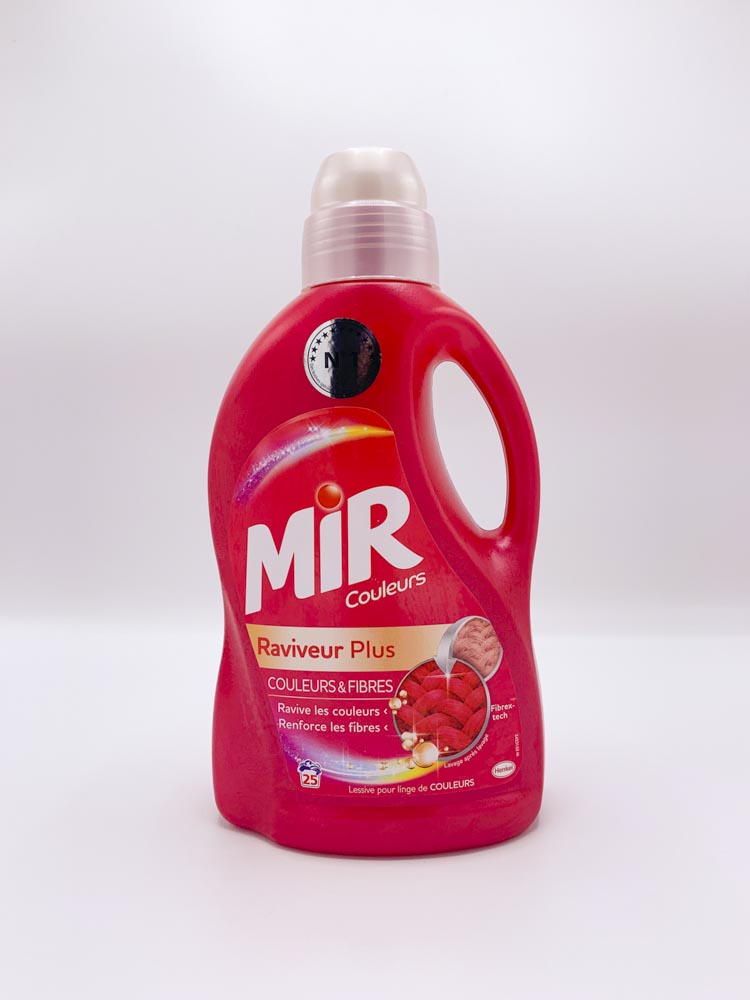 N°1
MiR
Couleurs
Raviveur Plus
COULEURS & FIBRES
Ravive les couleurs ‹
Renforce les fibres ‹
Fibrex-
tech
Lavage après lavage
25
Henkel
Lessive pour linge de COULEURS